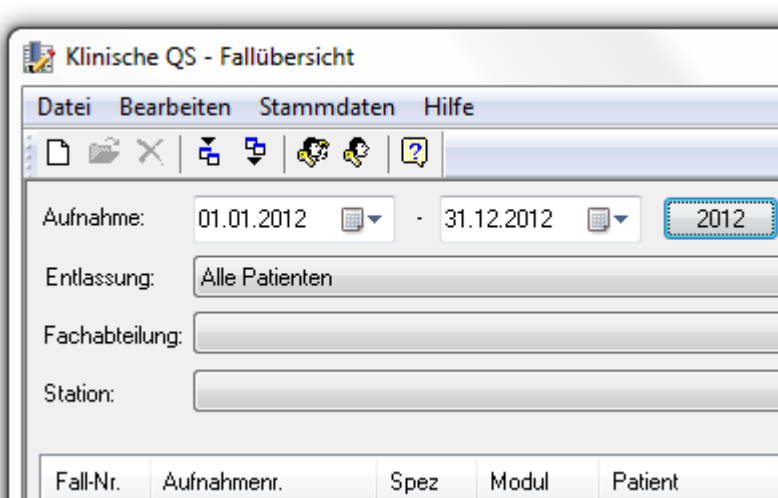 Klinische QS - Fallübersicht
Datei Bearbeiten Stammdaten Hilfe
Aufnahme: 01.01.2012 - 31.12.2012 2012
Entlassung: Alle Patienten
Fachabteilung:
Station:
Fall-Nr. Aufnahmenr. Spez Modul Patient